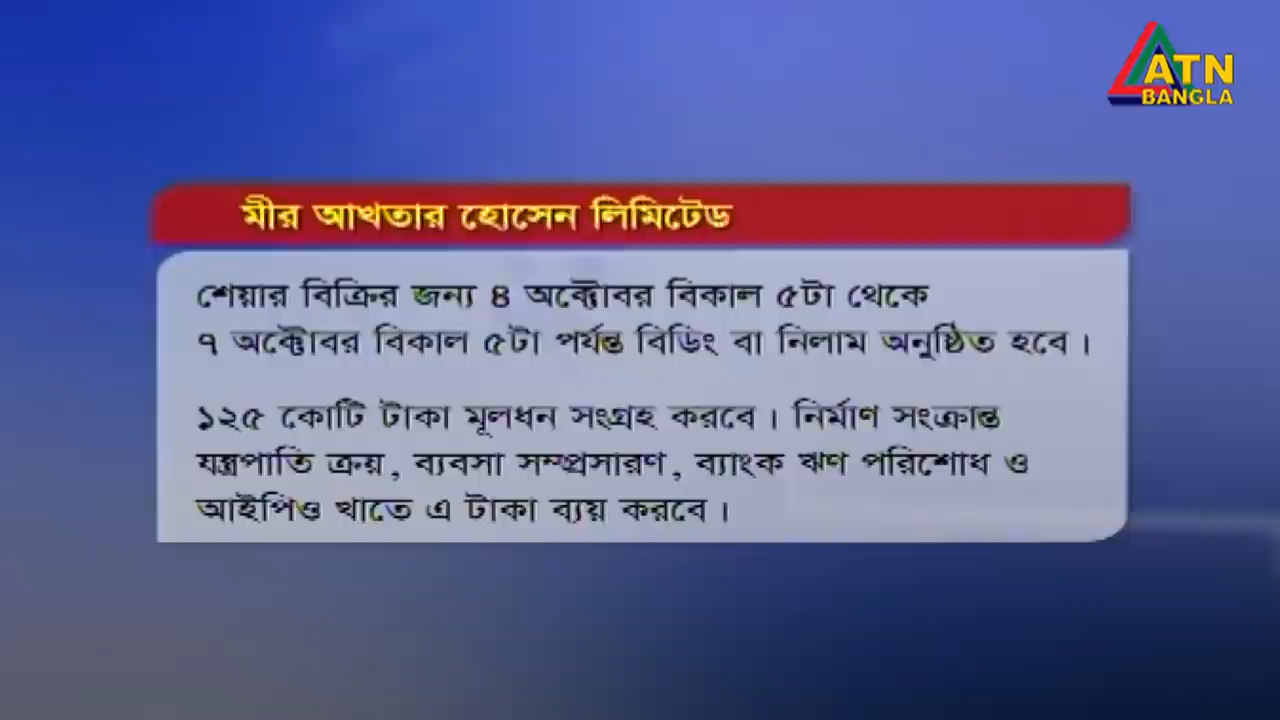 ATN
BANGLA
মীর আখতার হোসেন লিমিটেড
শেয়ার বিক্রির জন্য ৪ অক্টোবর বিকাল ৫টা থেকে
৭ অক্টোবর বিকাল ৫টা পর্যন্ত বিডিং বা নিলাম অনুষ্ঠিত হবে।
১২৫ কোটি টাকা মূলধন সংগ্রহ করবে। নির্মাণ সংক্রান্ত
যন্ত্রপাতি ক্রয়, ব্যবসা সম্প্রসারণ, ব্যাংক ঋণ পরিশোধ ও
আইপিও খাতে এ টাকা ব্যয় করবে।